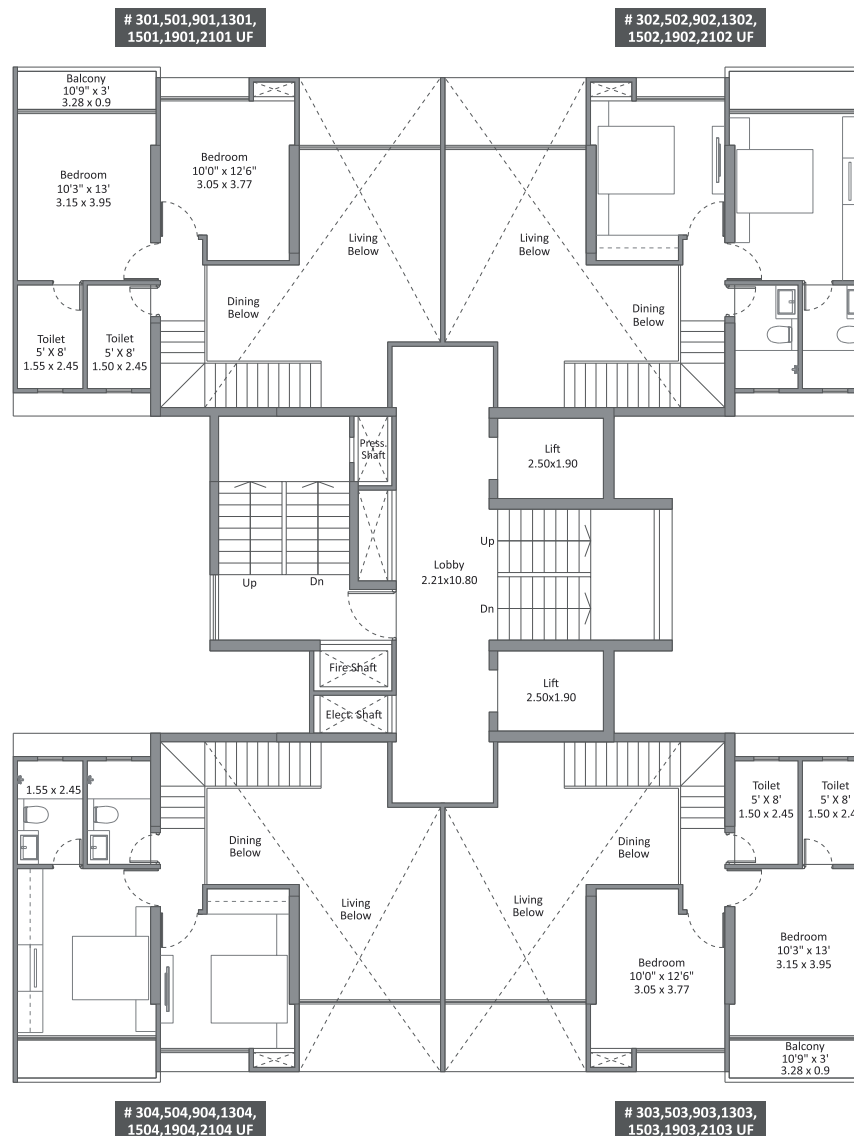 # 301,501,901,1301,
1501,1901,2101 UF
# 302,502,902,1302,
1502,1902,2102 UF
Balcony
10'9" x 3'
3.28 x 0.9
Bedroom
10'3" x 13'
3.15 x 3.95
Bedroom
10'0" x 12'6"
3.05 x 3.77
Living
Below
Living
Below
Dining
Below
Dining
Below
Toilet
5' X 8'
1.55 x 2.45
Toilet
5' X 8'
1.50 x 2.45
Press.
Shaft
Lift
2.50x1.90
Up
Dn
Lobby
2.21x10.80
Up
Dn
Fire Shaft
Elect. Shaft
Lift
2.50x1.90
1.55 x 2.45
Dining
Below
Living
Below
Dining
Below
Living
Below
Toilet
5' X 8'
1.50 x 2.45
Toilet
5' X 8'
1.50 x 2.4
Bedroom
10'0" x 12'6"
3.05 x 3.77
Bedroom
10'3" x 13'
3.15 x 3.95
Balcony
10'9" x 3'
3.28 x 0.9
# 304,504,904,1304,
1504,1904,2104 UF
# 303,503,903,1303,
1503,1903,2103 UF